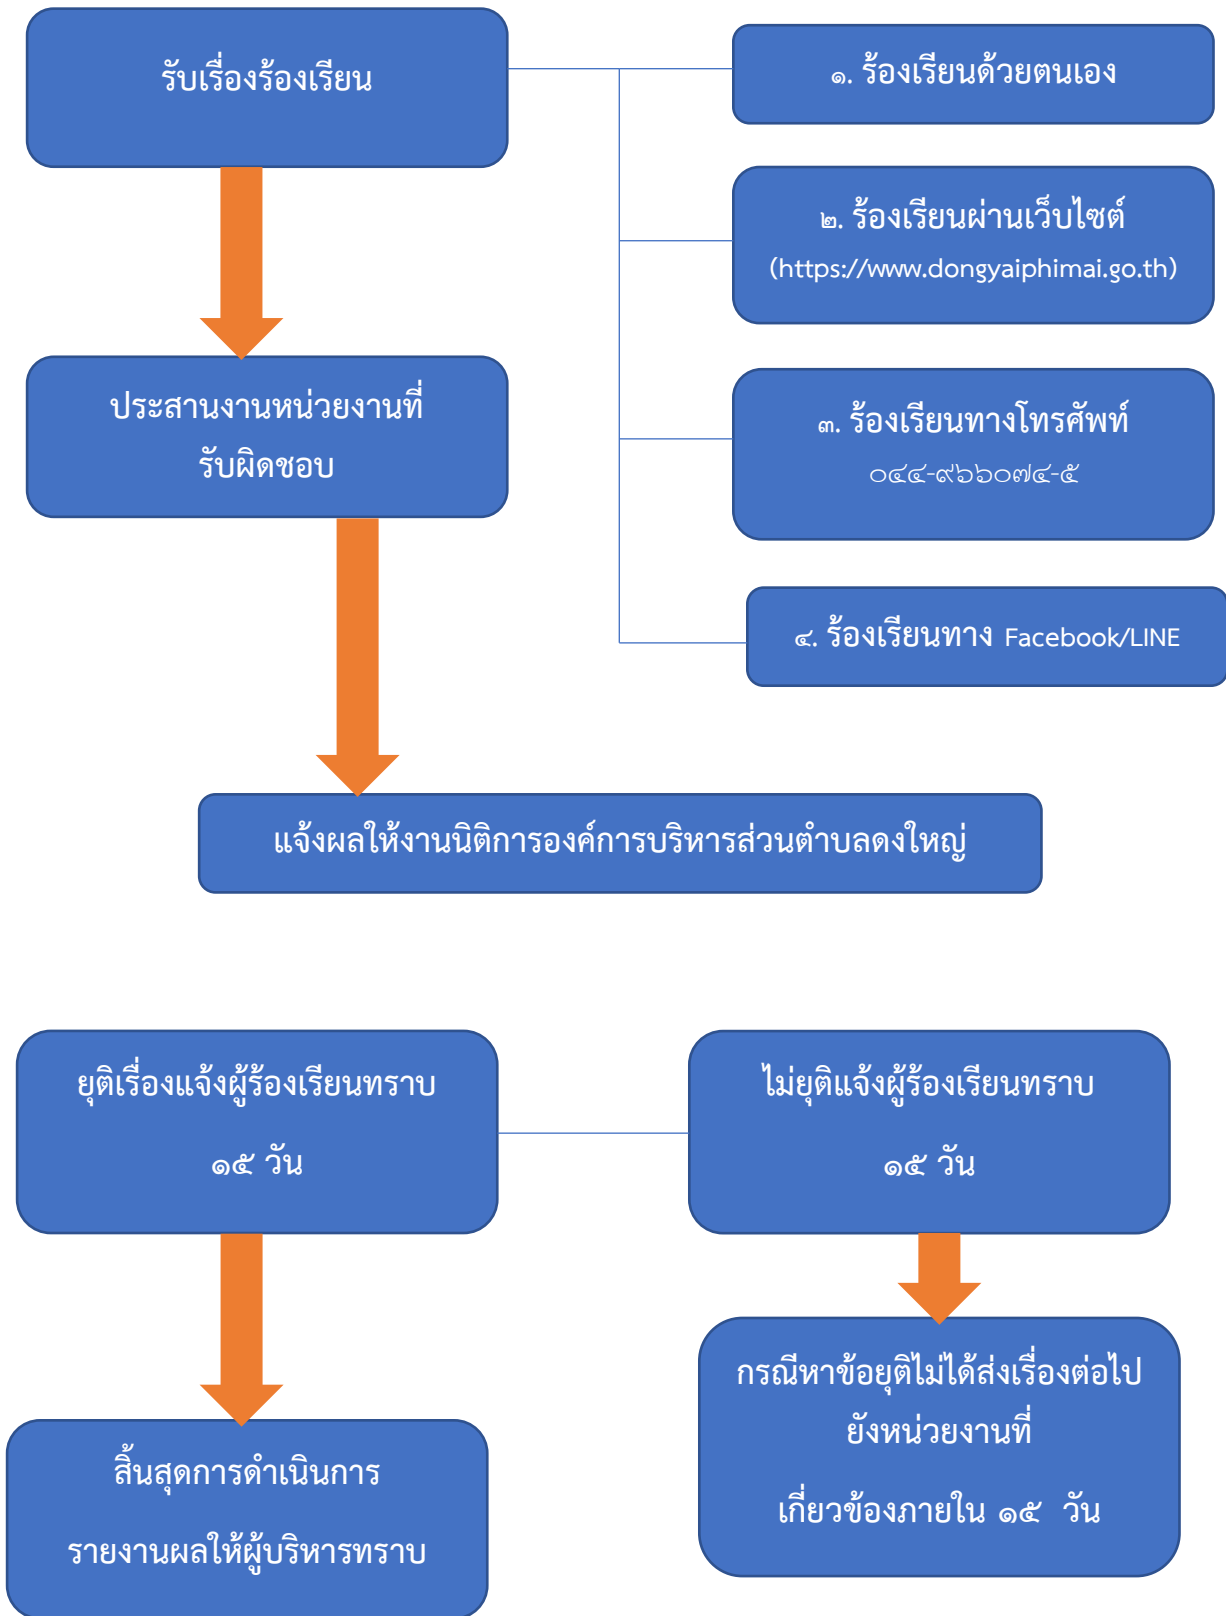 รับเรื่องร้องเรียน
๑. ร้องเรียนด้วยตนเอง
๒. ร้องเรียนผ่านเว็บไซต์
(https://www.dongyaiphimai.go.th)
ประสานงานหน่วยงานที่
รับผิดชอบ
๓. ร้องเรียนทางโทรศัพท์
๐๔๔-๙๖๖๐๗๔-๕
๔. ร้องเรียนทาง Facebook/LINE
แจ้งผลให้งานนิติการองค์การบริหารส่วนตำบลดงใหญ่
ยุติเรื่องแจ้งผู้ร้องเรียนทราบ
๑๕ วัน
ไม่ยุติแจ้งผู้ร้องเรียนทราบ
๑๕ วัน
สิ้นสุดการดำเนินการ
รายงานผลให้ผู้บริหารทราบ
กรณีหาข้อยุติไม่ได้ส่งเรื่องต่อไป
ยังหน่วยงานที่
เกี่ยวข้องภายใน ๑๕ วัน